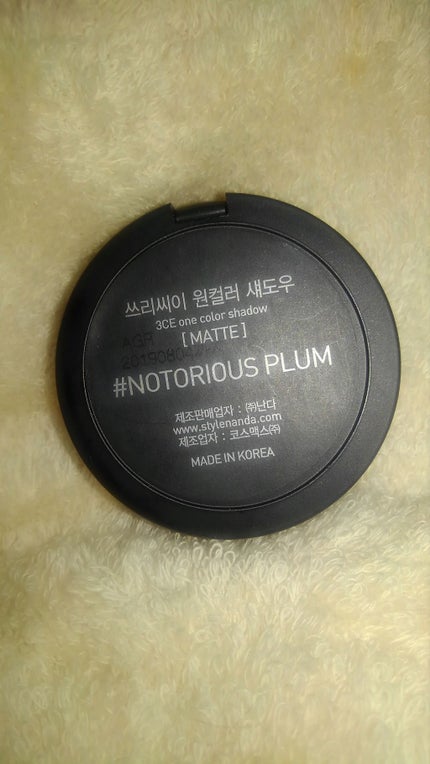 쓰리씨이 원컬러 섀도우
3CE one color shadow
[MATTE]
AGR
20190804
#NOTORIOUS PLUM
제조판매업자 : ㈜난다
www.stylenanda.com
제조업자 : 코스맥스㈜
MADE IN KOREA